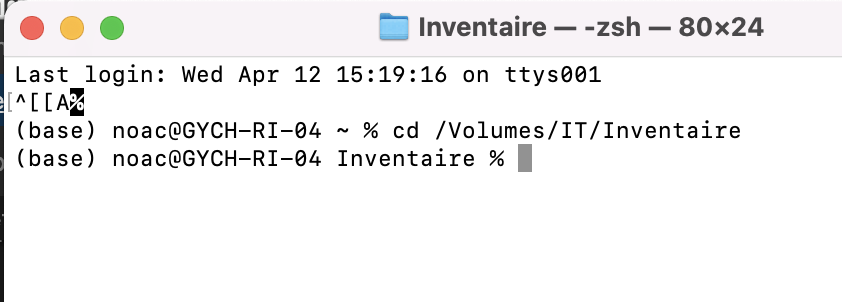 Inventaire — -zsh — 80×24
Last login: Wed Apr 12 15:19:16 on ttys001
^[[A%
(base) noac@GYCH-RI-04 ~ % cd /Volumes/IT/Inventaire
(base) noac@GYCH-RI-04 Inventaire %